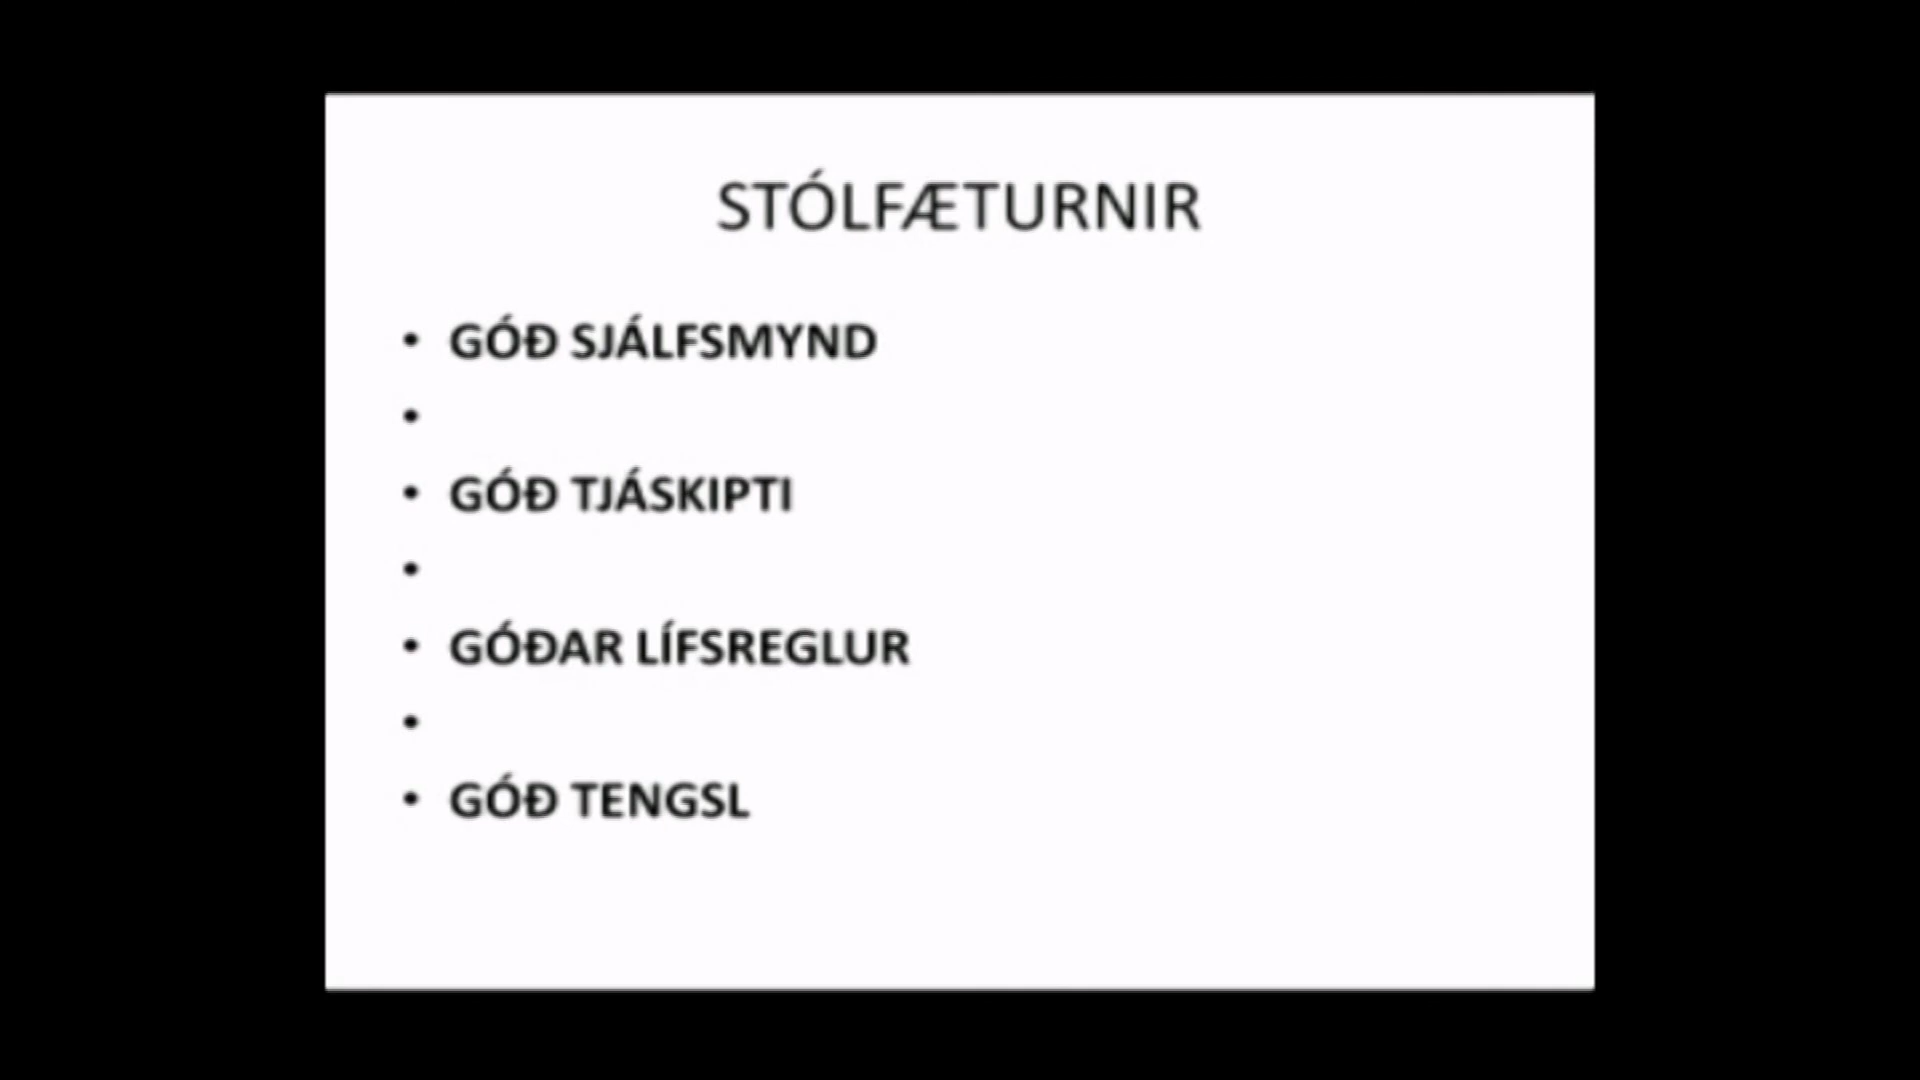 STÓLFÆTURNIR
• GÓÐ SJÁLFSMYND
•
• GÓÐ TJÁSKIPTI
•
• GÓÐAR LÍFSREGLUR
•
• GÓÐ TENGSL